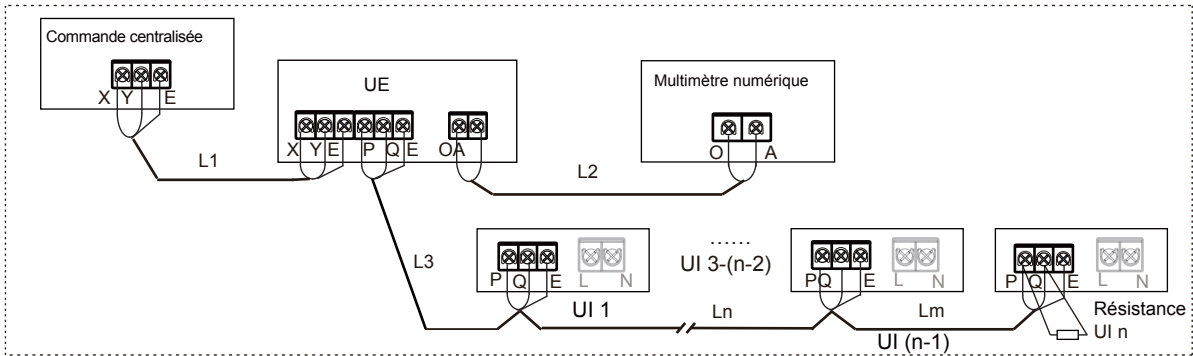 Commande centralisée
X Y E
UE
X Y E P Q E O A
Multimètre numérique
O A
L1
L2
L3
P Q E L N
UI 1
......
UI 3-(n-2)
Ln
P Q E L N
Lm
UI (n-1)
P Q E L N
Résistance
UI n